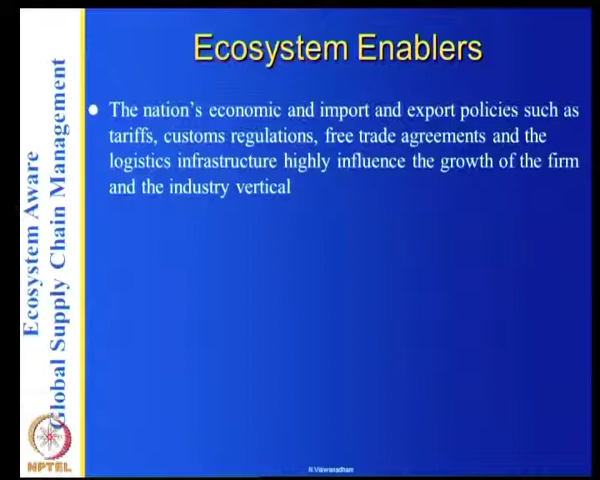 Ecosystem Enablers
The nation's economic and import and export policies such as
tariffs, customs regulations, free trade agreements and the
logistics infrastructure highly influence the growth of the firm
and the industry vertical
Ecosystem Aware
Global Supply Chain Management
NPTEL
N.Viswanadham